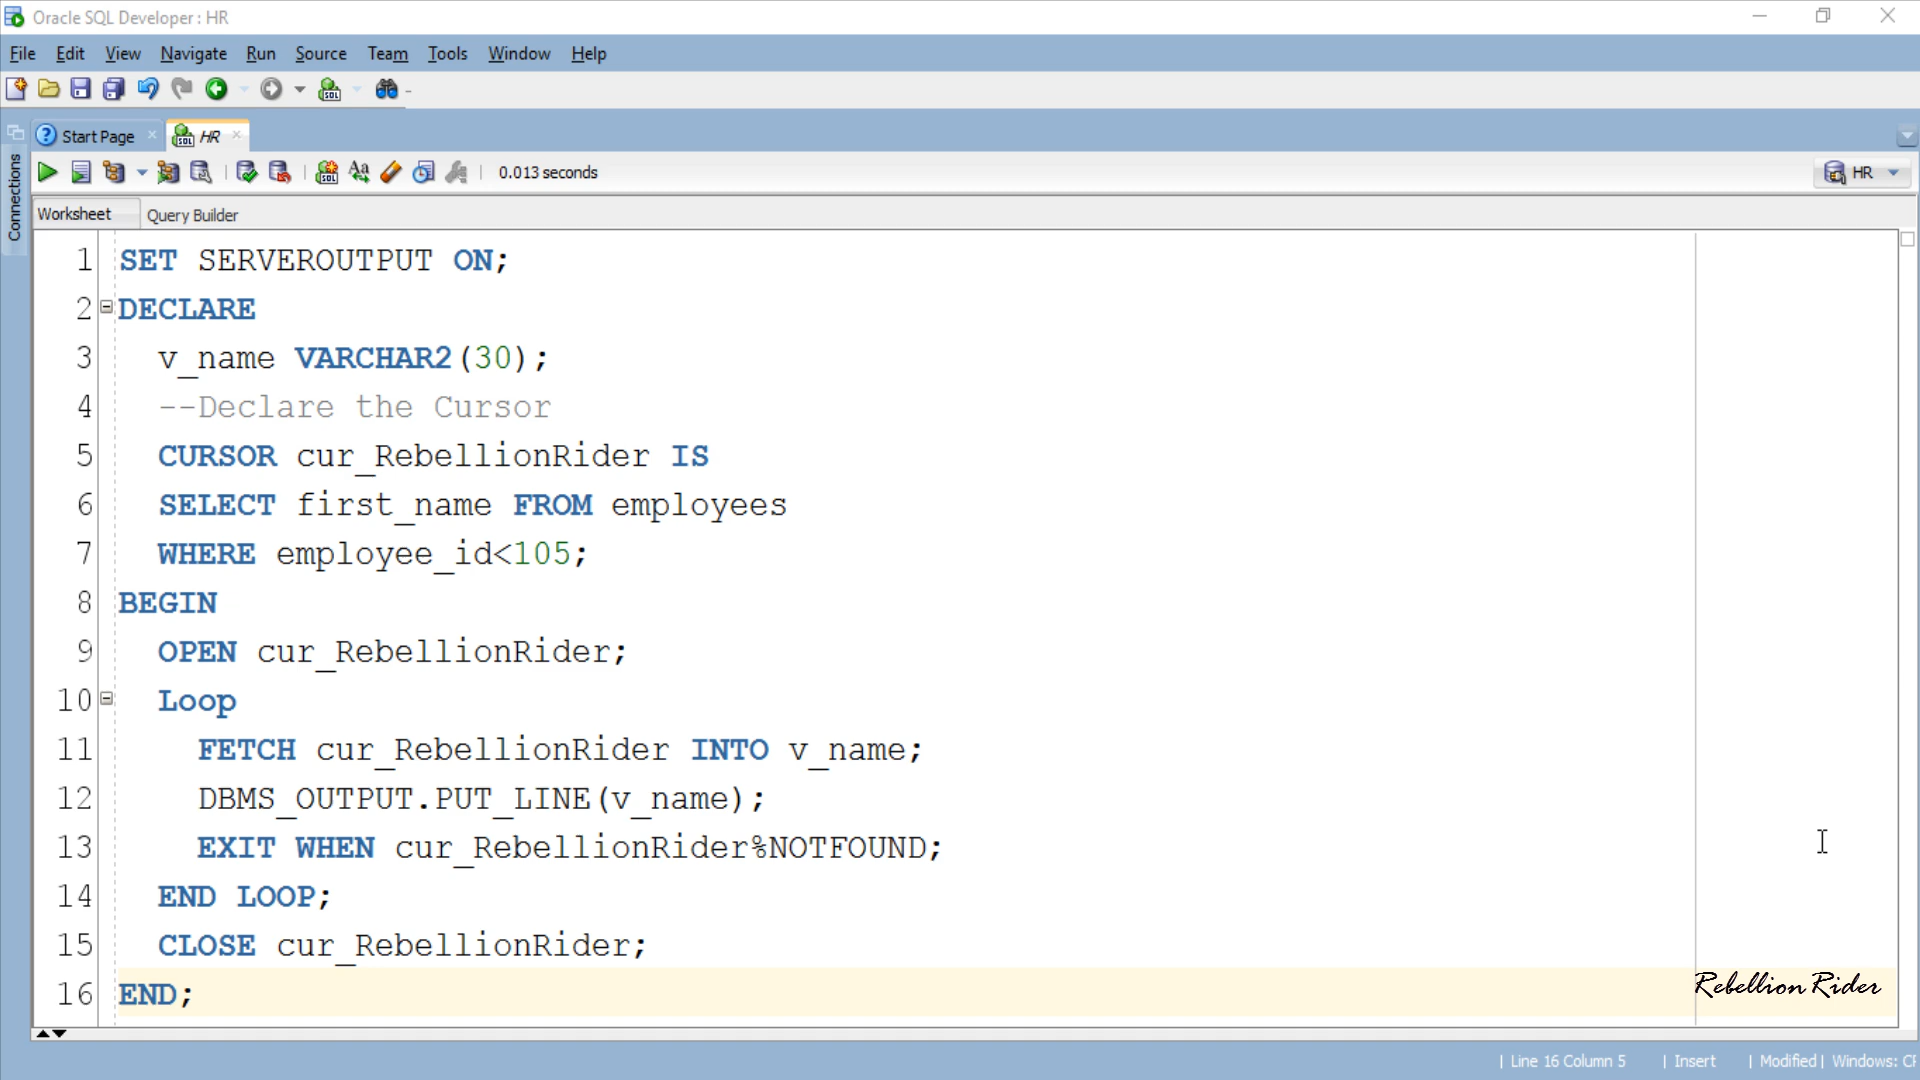 Oracle SQL Developer : HR
File Edit View Navigate Run Source Team Tools Window Help
SQL
Connections
Start Page HR
0.013 seconds HR
Worksheet Query Builder
1 SET SERVEROUTPUT ON;
2 DECLARE
3 v_name VARCHAR2(30);
4 --Declare the Cursor
5 CURSOR cur_RebellionRider IS
6 SELECT first_name FROM employees
7 WHERE employee_id<105;
8 BEGIN
9 OPEN cur_RebellionRider;
10 Loop
11 FETCH cur_RebellionRider INTO v_name;
12 DBMS_OUTPUT.PUT_LINE(v_name);
13 EXIT WHEN cur_RebellionRider%NOTFOUND;
14 END LOOP;
15 CLOSE cur_RebellionRider;
16 END;
Rebellion Rider
| Line 16 Column 5 | Insert | Modified | Windows: CR